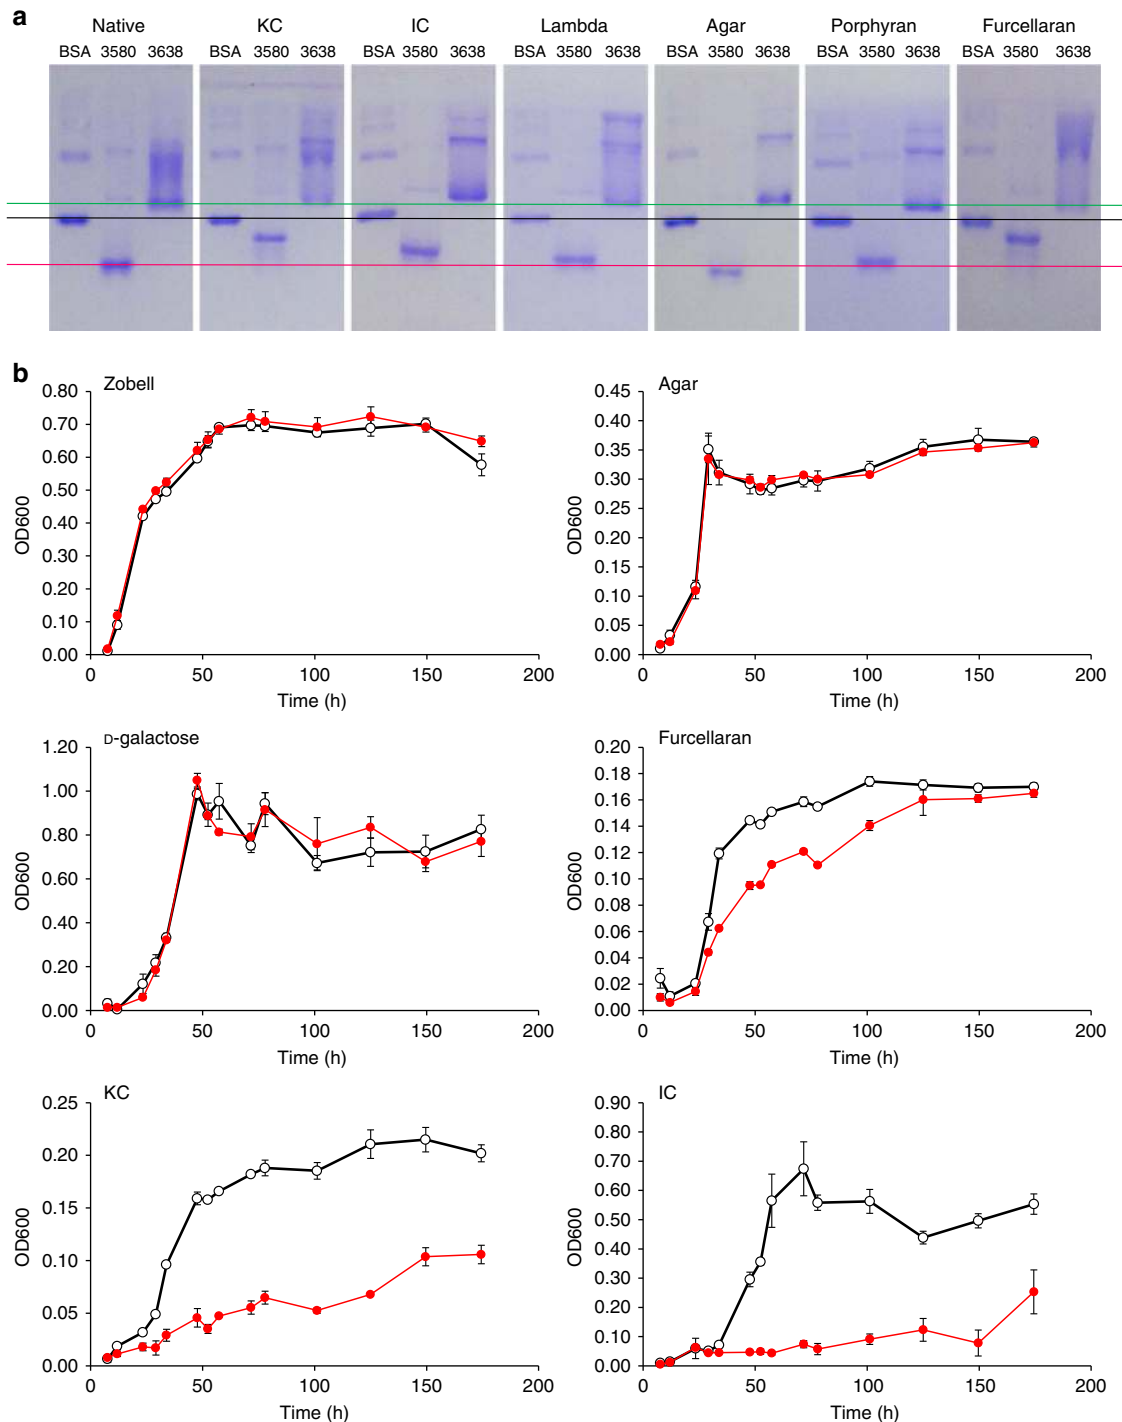 a
Native KC IC Lambda Agar Porphyran Furcellaran
BSA 3580 3638 BSA 3580 3638 BSA 3580 3638 BSA 3580 3638 BSA 3580 3638 BSA 3580 3638 BSA 3580 3638
b
Zobell
0.80
0.70
0.60
0.50
0.40
0.30
0.20
0.10
0.00
OD600
0 50 100 150 200
Time (h)
Agar
0.45
0.40
0.35
0.30
0.25
0.20
0.15
0.10
0.05
0.00
OD600
0 50 100 150 200
Time (h)
D-galactose
1.20
1.00
0.80
0.60
0.40
0.20
0.00
OD600
0 50 100 150 200
Time (h)
Furcellaran
0.20
0.18
0.16
0.14
0.12
0.10
0.08
0.06
0.04
0.02
0.00
OD600
0 50 100 150 200
Time (h)
KC
0.25
0.20
0.15
0.10
0.05
0.00
OD600
0 50 100 150 200
Time (h)
IC
0.90
0.80
0.70
0.60
0.50
0.40
0.30
0.20
0.10
0.00
OD600
0 50 100 150 200
Time (h)